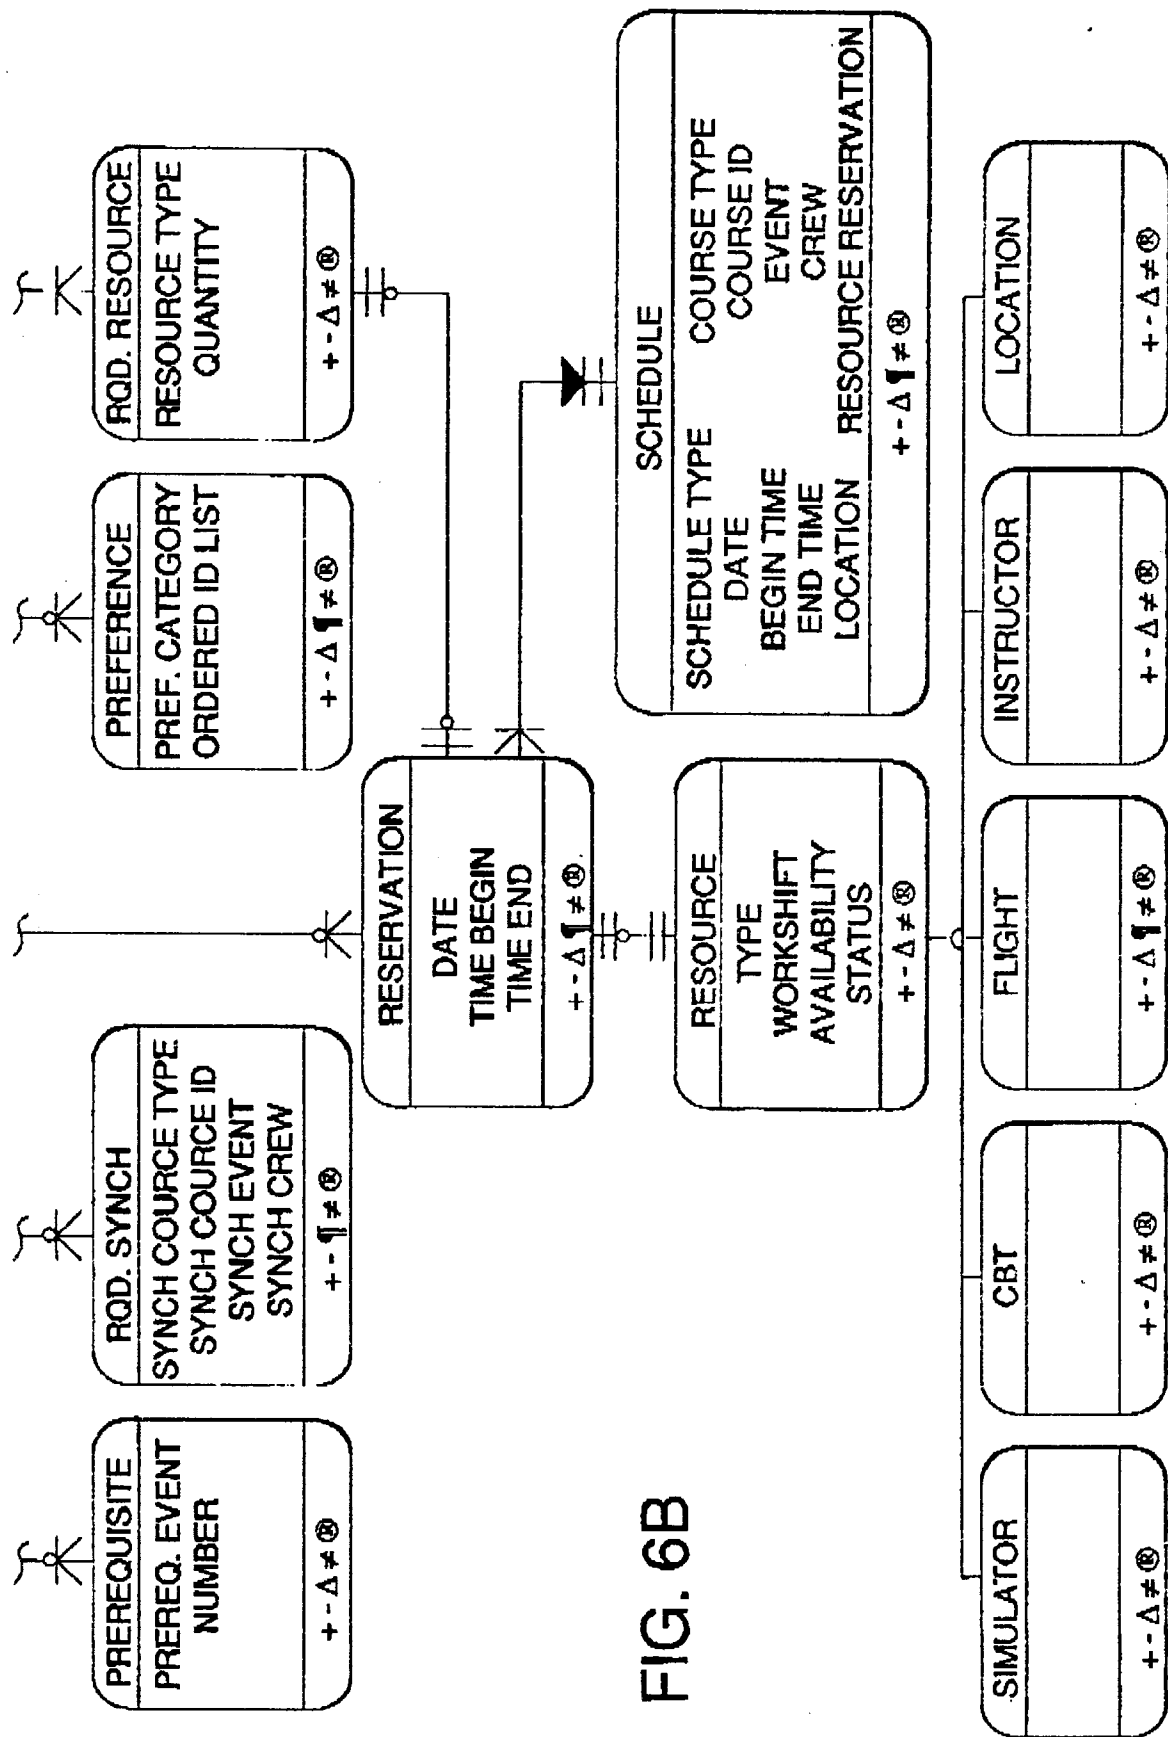 PREREQUISITE
PREREQ. EVENT
NUMBER
+ - Δ ≠ ®
RQD. SYNCH
SYNCH COURCE TYPE
SYNCH COURCE ID
SYNCH EVENT
SYNCH CREW
+ - ¶ ≠ ®
PREFERENCE
PREF. CATEGORY
ORDERED ID LIST
+ - Δ ¶ ≠ ®
RQD. RESOURCE
RESOURCE TYPE
QUANTITY
+ - Δ ≠ ®
RESERVATION
DATE
TIME BEGIN
TIME END
+ - Δ ¶ ≠ ®
SCHEDULE
SCHEDULE TYPE COURSE TYPE
DATE COURSE ID
BEGIN TIME EVENT
END TIME CREW
LOCATION RESOURCE RESERVATION
+ - Δ ¶ ≠ ®
RESOURCE
TYPE
WORKSHIFT
AVAILABILITY
STATUS
+ - Δ ≠ ®
FIG. 6B
SIMULATOR
+ - Δ ≠ ®
CBT
+ - Δ ≠ ®
FLIGHT
+ - Δ ¶ ≠ ®
INSTRUCTOR
+ - Δ ≠ ®
LOCATION
+ - Δ ≠ ®